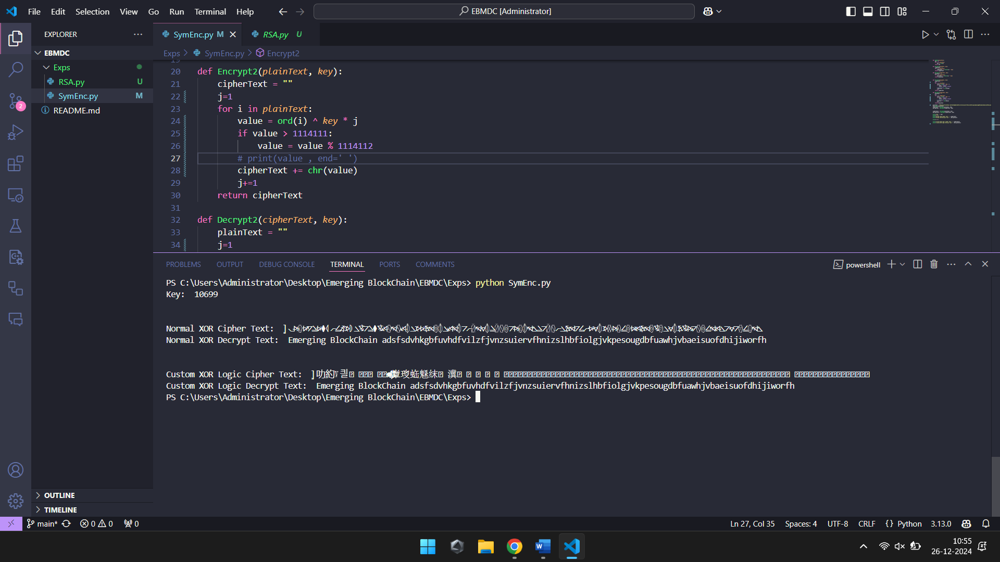 File Edit Selection View Go Run Terminal Help
EBMDC [Administrator]
EXPLORER
EBMDC
Exps
RSA.py U
SymEnc.py M
README.md
OUTLINE
TIMELINE
SymEnc.py M
RSA.py U
Exps > SymEnc.py > Encrypt2
19
20 def Encrypt2(plainText, key):
21 cipherText = ""
22 j=1
23 for i in plainText:
24 value = ord(i) ^ key * j
25 if value > 1114111:
26 value = value % 1114112
27 # print(value , end=' ')
28 cipherText += chr(value)
29 j+=1
30 return cipherText
31
32 def Decrypt2(cipherText, key):
33 plainText = ""
34 j=1
PROBLEMS OUTPUT DEBUG CONSOLE TERMINAL PORTS COMMENTS
powershell
PS C:\Users\Administrator\Desktop\Emerging BlockChain\EBMDC\Exps> python SymEnc.py
Key: 10699
Normal XOR Cipher Text:
Normal XOR Decrypt Text: Emerging BlockChain adsfsdvhkgbfuvhdfvilzfjvnzsuiervfhnizslhbfiolgjvkpesougdbfuawhjvbaeisuofdhijiworfh
Custom XOR Logic Cipher Text:
Custom XOR Logic Decrypt Text: Emerging BlockChain adsfsdvhkgbfuvhdfvilzfjvnzsuiervfhnizslhbfiolgjvkpesougdbfuawhjvbaeisuofdhijiworfh
PS C:\Users\Administrator\Desktop\Emerging BlockChain\EBMDC\Exps>
2
main* 0 0 0
Ln 27, Col 35 Spaces: 4 UTF-8 CRLF Python 3.13.0
10:55
26-12-2024